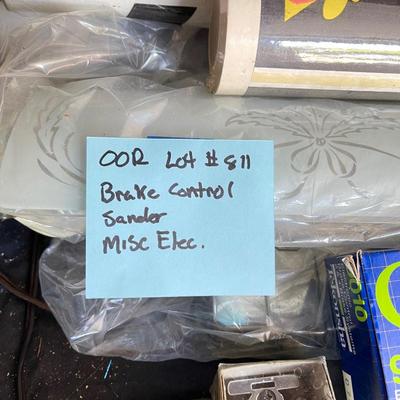 OOR Lot # 811
Brake Control
Sander
Misc Elec.